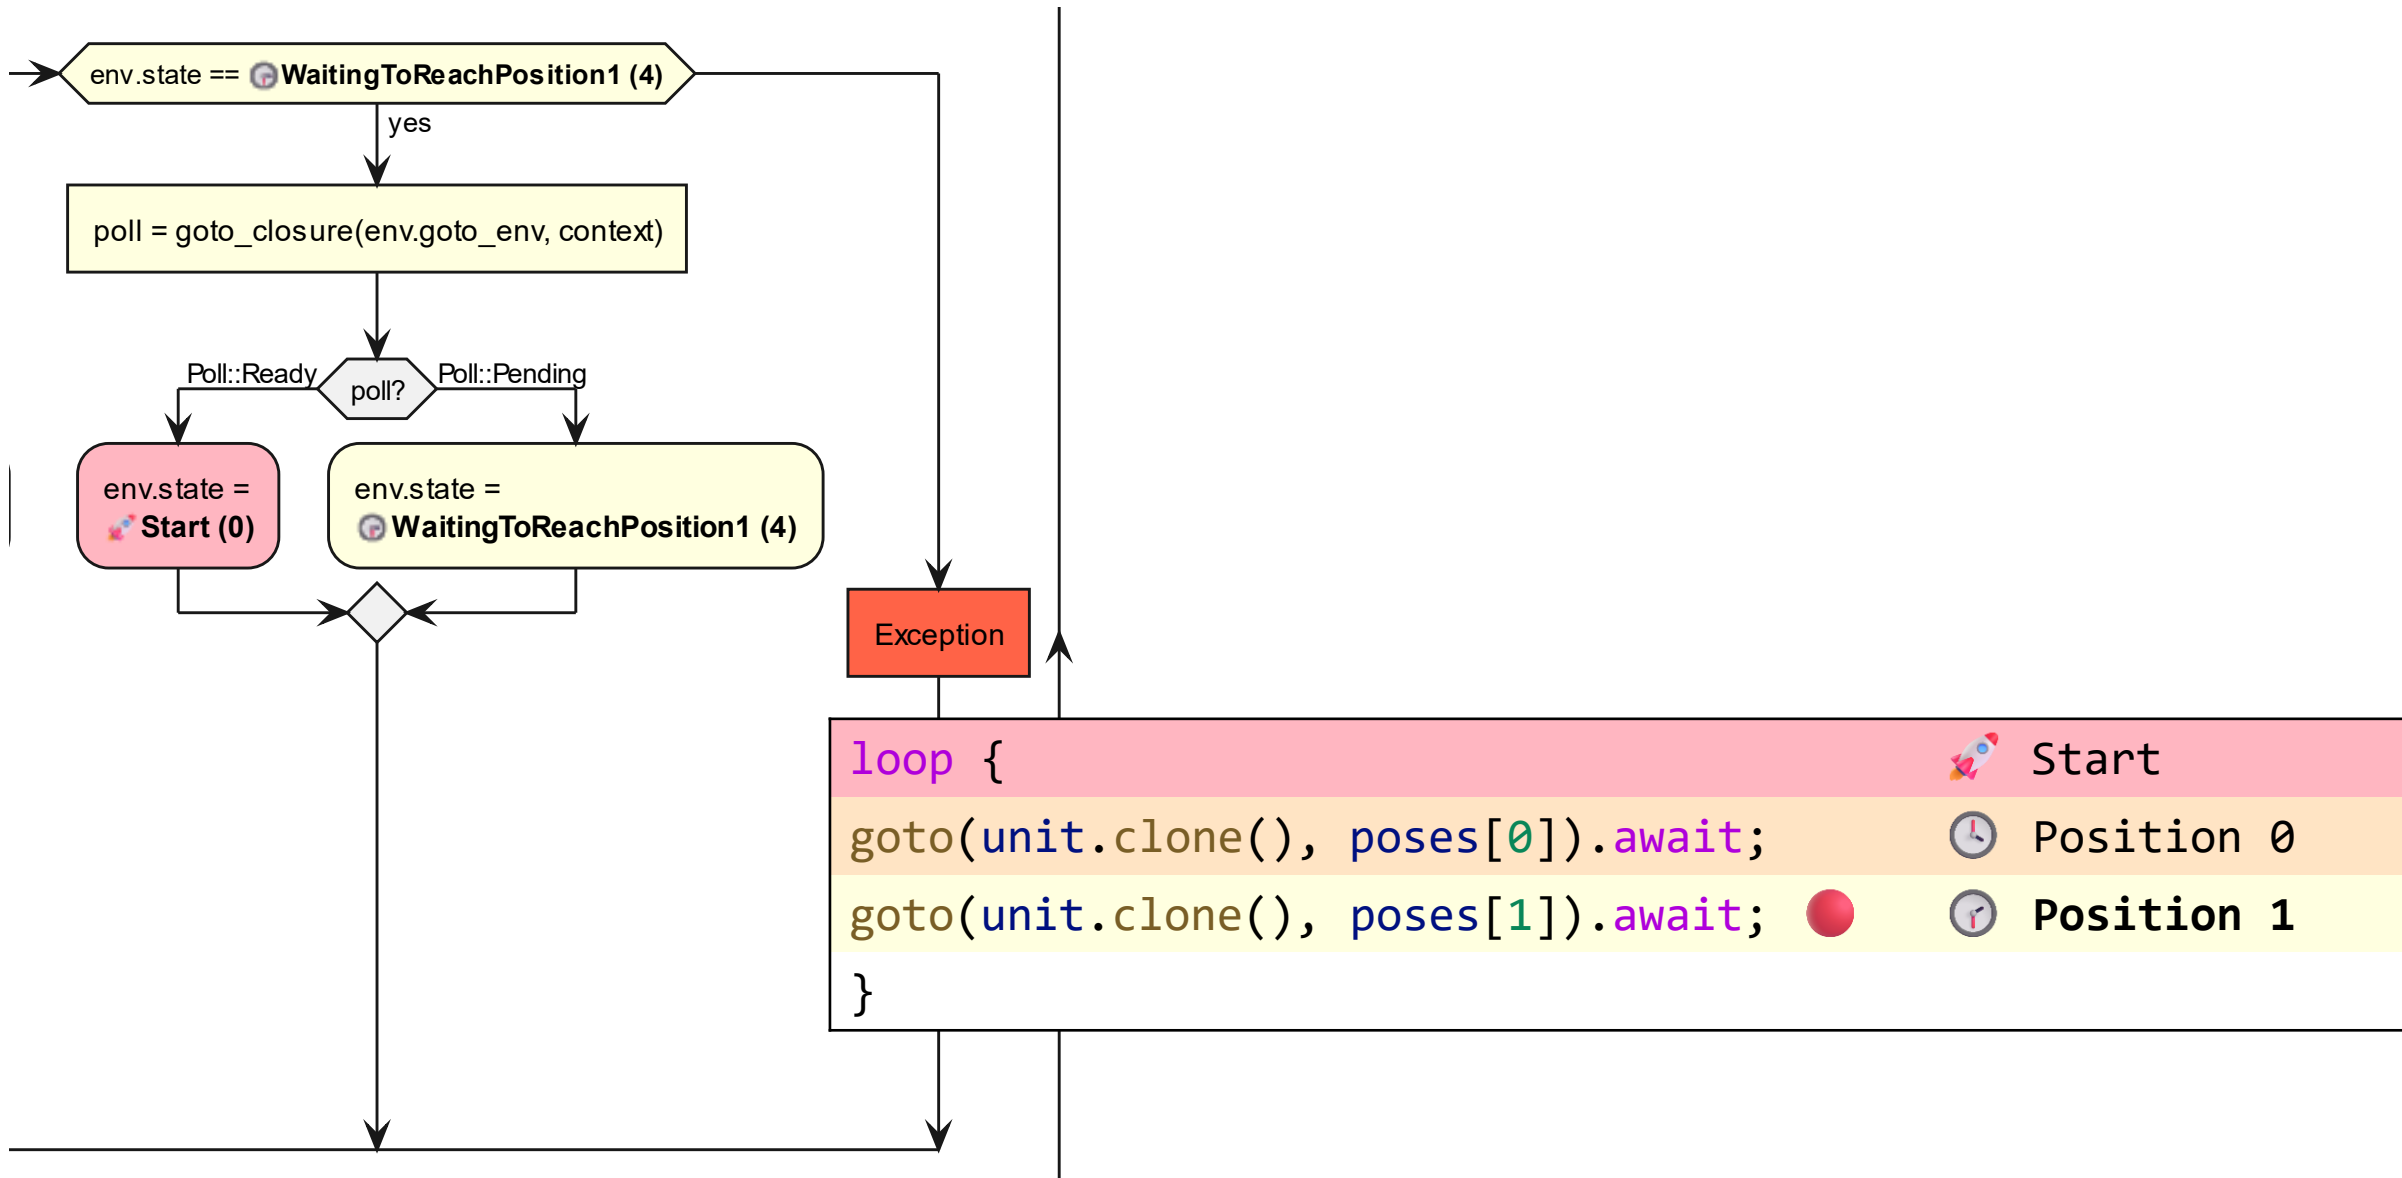 env.state == 🕞WaitingToReachPosition1 (4)
yes
poll = goto_closure(env.goto_env, context)
Poll::Ready
poll?
Poll::Pending
env.state =
🚀Start (0)
env.state =
🕞WaitingToReachPosition1 (4)
Exception
loop { 🚀 Start
goto(unit.clone(), poses[0]).await; 🕓 Position 0
goto(unit.clone(), poses[1]).await; 🔴 🕝 Position 1
}